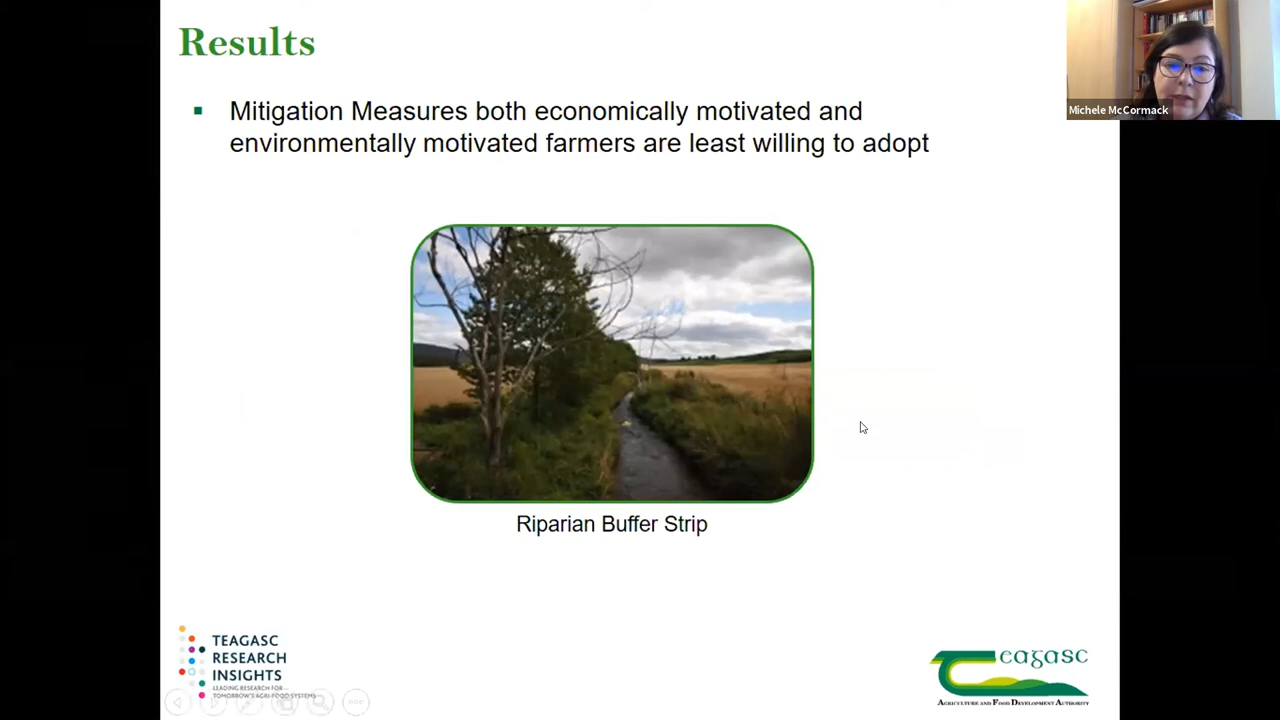 Results
Mitigation Measures both economically motivated and
environmentally motivated farmers are least willing to adopt
Michele McCormack
Riparian Buffer Strip
TEAGASC
RESEARCH
INSIGHTS
LEADING RESEARCH FOR
TOMORROW'S AGRI-FOOD SYSTEMS
eagasc
AGRICULTURE AND FOOD DEVELOPMENT AUTHORITY